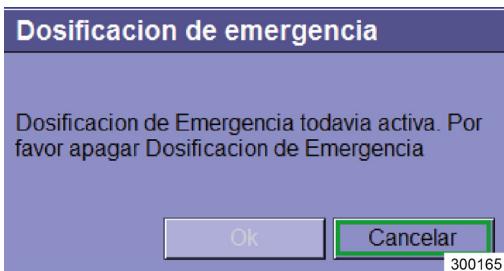 Dosificacion de emergencia
Dosificacion de Emergencia todavia activa. Por
favor apagar Dosificacion de Emergencia
Ok
Cancelar
300165